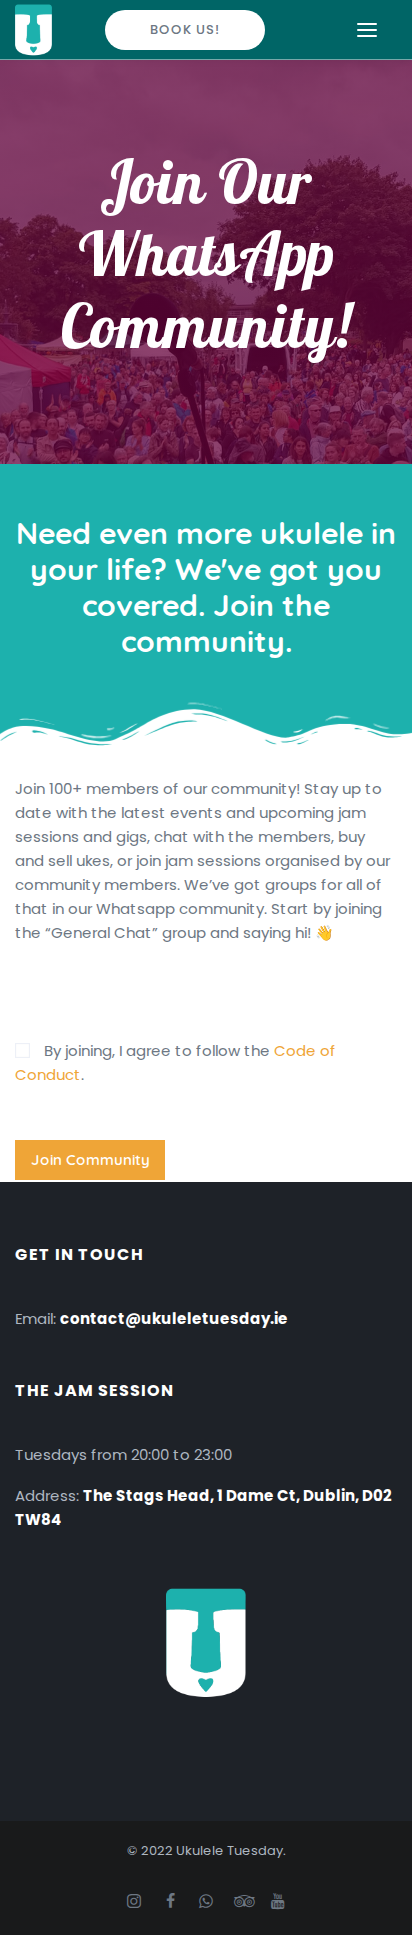 BOOK US!
Join Our
WhatsApp
Community!
Need even more ukulele in
your life? We've got you
covered. Join the
community.
Join 100+ members of our community! Stay up to
date with the latest events and upcoming jam
sessions and gigs, chat with the members, buy
and sell ukes, or join jam sessions organised by our
community members. We’ve got groups for all of
that in our Whatsapp community. Start by joining
the “General Chat” group and saying hi! 👋
By joining, I agree to follow the Code of
Conduct.
Join Community
GET IN TOUCH
Email: contact@ukuleletuesday.ie
THE JAM SESSION
Tuesdays from 20:00 to 23:00
Address: The Stags Head, 1 Dame Ct, Dublin, D02
TW84
© 2022 Ukulele Tuesday.
You
Tube